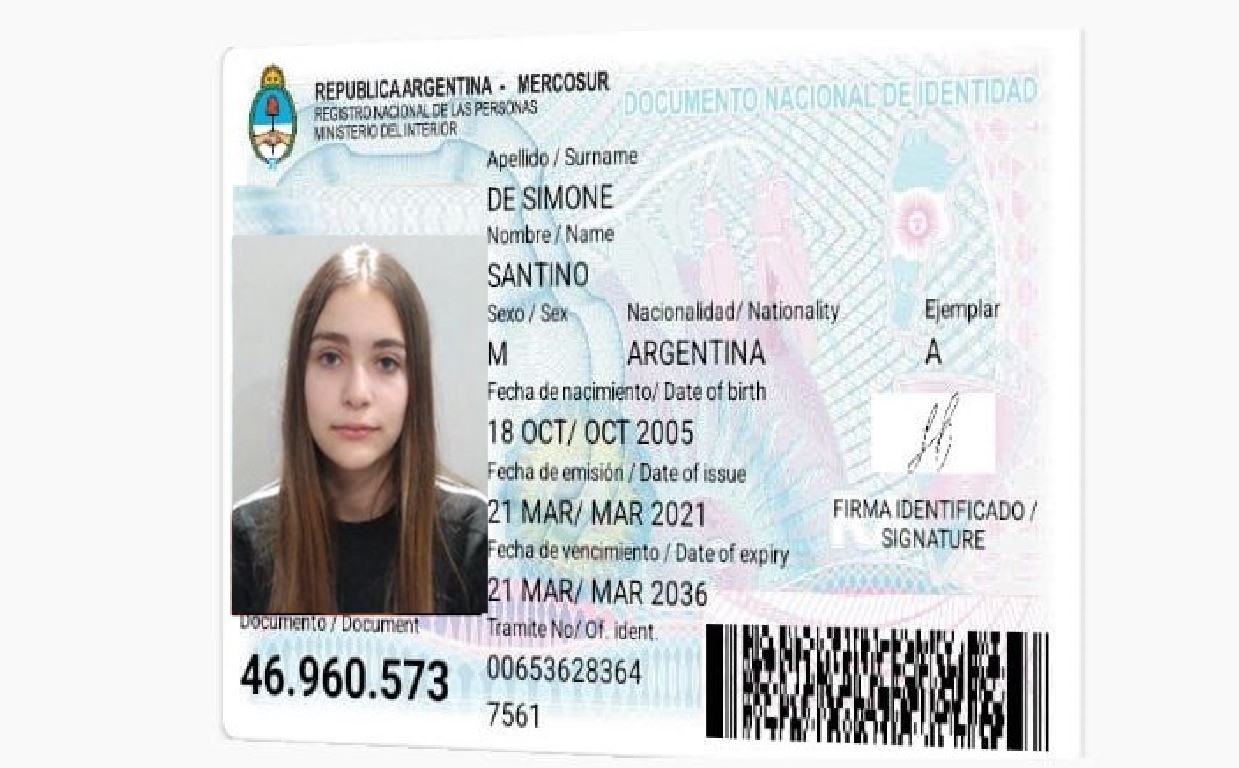 REPUBLICA ARGENTINA - MERCOSUR
REGISTRO NACIONAL DE LAS PERSONAS
MINISTERIO DEL INTERIOR
DOCUMENTO NACIONAL DE IDENTIDAD
Apellido / Surname
DE SIMONE
Nombre / Name
SANTINO
Sexo / Sex Nacionalidad/ Nationality Ejemplar
M ARGENTINA A
Fecha de nacimiento/ Date of birth
18 OCT/ OCT 2005
Fecha de emisión / Date of issue
21 MAR/ MAR 2021
FIRMA IDENTIFICADO /
SIGNATURE
Fecha de vencimiento / Date of expiry
21 MAR/ MAR 2036
Documento / Document
46.960.573
Tramite No/ Of. ident.
00653628364
7561